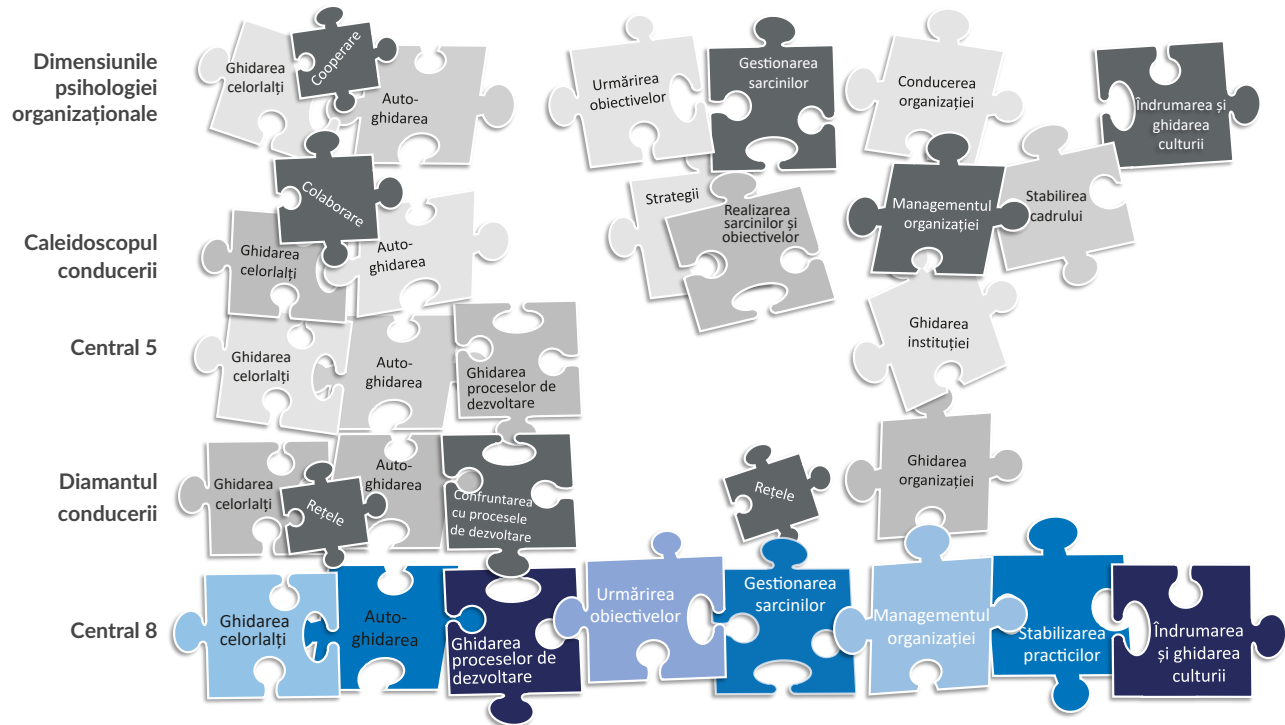 Dimensiunile
psihologiei
organizaționale
Ghidarea
celorlalți
Cooperare
Auto-
ghidarea
Urmărirea
obiectivelor
Gestionarea
sarcinilor
Conducerea
organizației
Îndrumarea și
ghidarea
culturii
Caleidoscopul
conducerii
Ghidarea
celorlalți
Colaborare
Auto-
ghidarea
Strategii
Realizarea
sarcinilor și
obiectivelor
Managementul
organizației
Stabilirea
cadrului
Central 5
Ghidarea
celorlalți
Auto-
ghidarea
Ghidarea
proceselor de
dezvoltare
Ghidarea
instituției
Diamantul
conducerii
Ghidarea
celorlalți
Rețele
Auto-
ghidarea
Confruntarea
cu procesele
de dezvoltare
Rețele
Ghidarea
organizației
Central 8
Ghidarea
celorlalți
Auto-
ghidarea
Ghidarea
proceselor de
dezvoltare
Urmărirea
obiectivelor
Gestionarea
sarcinilor
Managementul
organizației
Stabilizarea
practicilor
Îndrumarea
și ghidarea
culturii